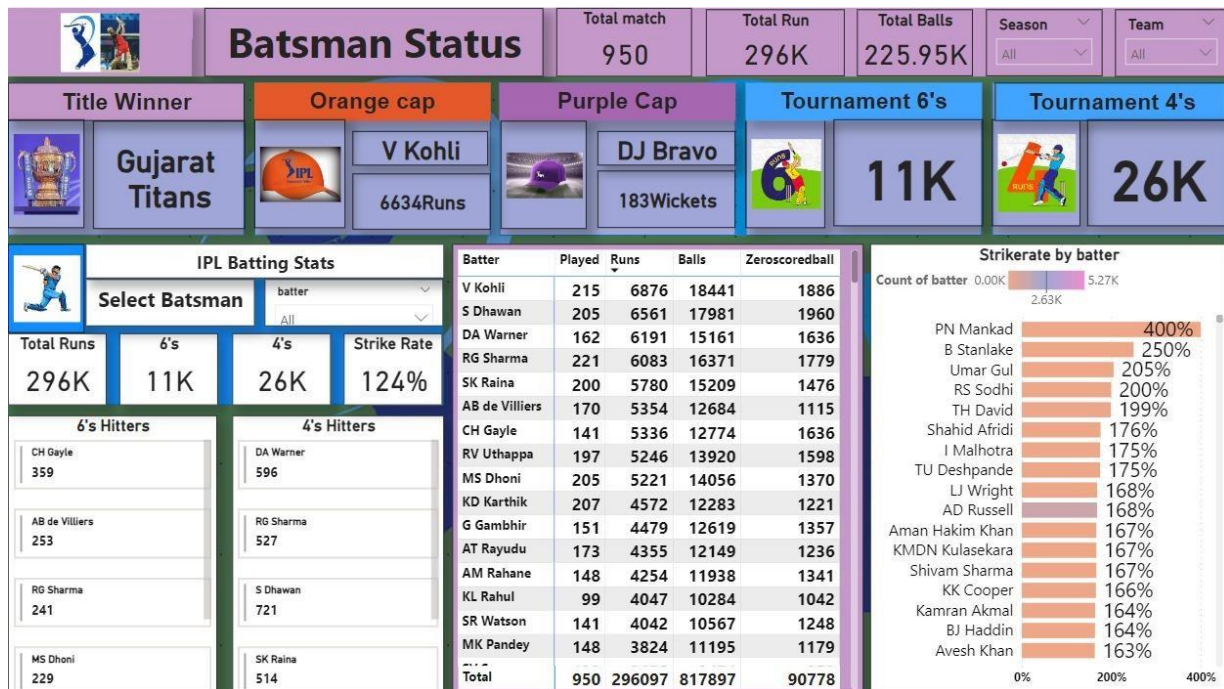 Batsman Status
Total match
950
Total Run
296K
Total Balls
225.95K
Season
All
Team
All
Title Winner
Gujarat
Titans
Orange cap
IPL
V Kohli
6634Runs
Purple Cap
DJ Bravo
183Wickets
Tournament 6's
6
RUNS
11K
Tournament 4's
4
RUNS
26K
IPL Batting Stats
Select Batsman
batter
All
Total Runs
296K
6's
11K
4's
26K
Strike Rate
124%
6's Hitters
CH Gayle
359
AB de Villiers
253
RG Sharma
241
MS Dhoni
229
4's Hitters
DA Warner
596
RG Sharma
527
S Dhawan
721
SK Raina
514
Batter Played Runs Balls Zeroscoredball
V Kohli 215 6876 18441 1886
S Dhawan 205 6561 17981 1960
DA Warner 162 6191 15161 1636
RG Sharma 221 6083 16371 1779
SK Raina 200 5780 15209 1476
AB de Villiers 170 5354 12684 1115
CH Gayle 141 5336 12774 1636
RV Uthappa 197 5246 13920 1598
MS Dhoni 205 5221 14056 1370
KD Karthik 207 4572 12283 1221
G Gambhir 151 4479 12619 1357
AT Rayudu 173 4355 12149 1236
AM Rahane 148 4254 11938 1341
KL Rahul 99 4047 10284 1042
SR Watson 141 4042 10567 1248
MK Pandey 148 3824 11195 1179
Total 950 296097 817897 90778
Strikerate by batter
Count of batter 0.00K 5.27K
2.63K
PN Mankad 400%
B Stanlake 250%
Umar Gul 205%
RS Sodhi 200%
TH David 199%
Shahid Afridi 176%
I Malhotra 175%
TU Deshpande 175%
LJ Wright 168%
AD Russell 168%
Aman Hakim Khan 167%
KMDN Kulasekara 167%
Shivam Sharma 167%
KK Cooper 166%
Kamran Akmal 164%
BJ Haddin 164%
Avesh Khan 163%
0% 200% 400%